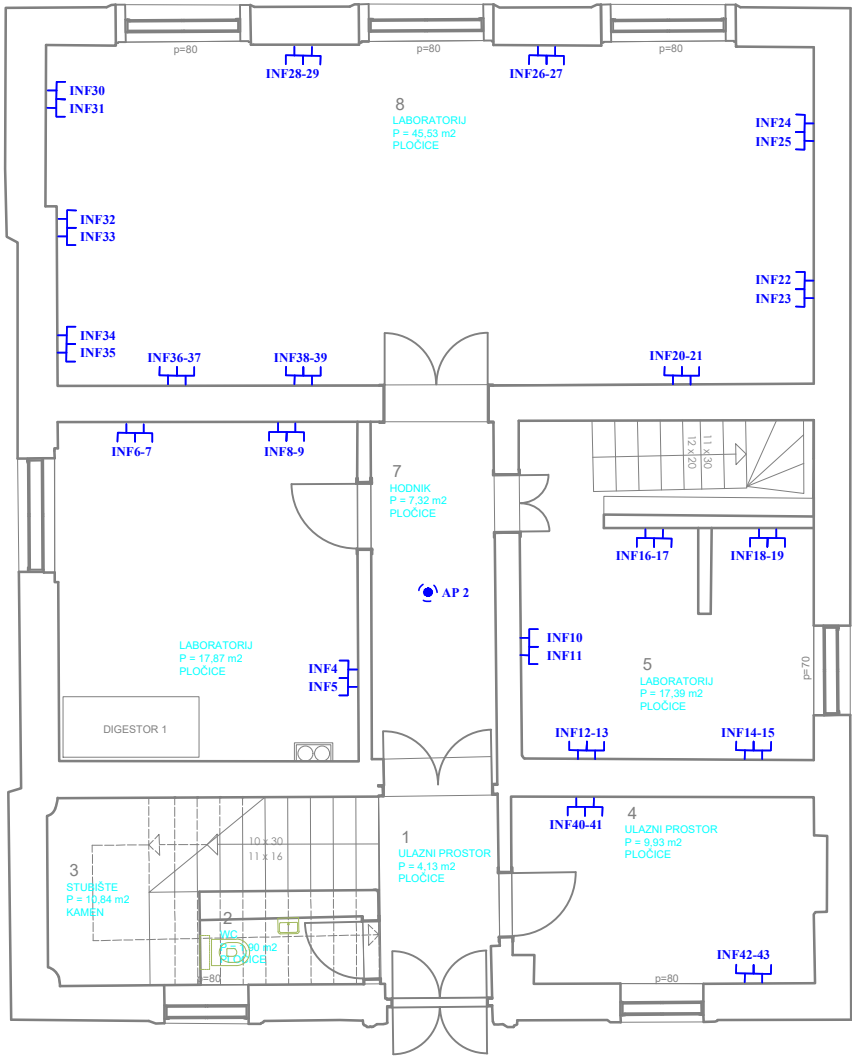 p=80
p=80
p=80
INF28-29
INF26-27
INF30
INF31
8
LABORATORIJ
P = 45,53 m2
PLOČICE
INF24
INF25
INF32
INF33
INF22
INF23
INF34
INF35
INF36-37
INF38-39
INF20-21
INF6-7
INF8-9
7
HODNIK
P = 7,32 m2
PLOČICE
11 x 30
12 x 20
INF16-17
INF18-19
AP 2
LABORATORIJ
P = 17,87 m2
PLOČICE
INF4
INF5
INF10
INF11
5
LABORATORIJ
P = 17,39 m2
PLOČICE
p=70
DIGESTOR 1
INF12-13
INF14-15
INF40-41
4
ULAZNI PROSTOR
P = 9,93 m2
PLOČICE
1
ULAZNI PROSTOR
P = 4,13 m2
PLOČICE
10 x 30
11 x 16
3
STUBIŠTE
P = 10,84 m2
KAMEN
2
WC
P = 1,90 m2
PLOČICE
p=80
INF42-43
p=80